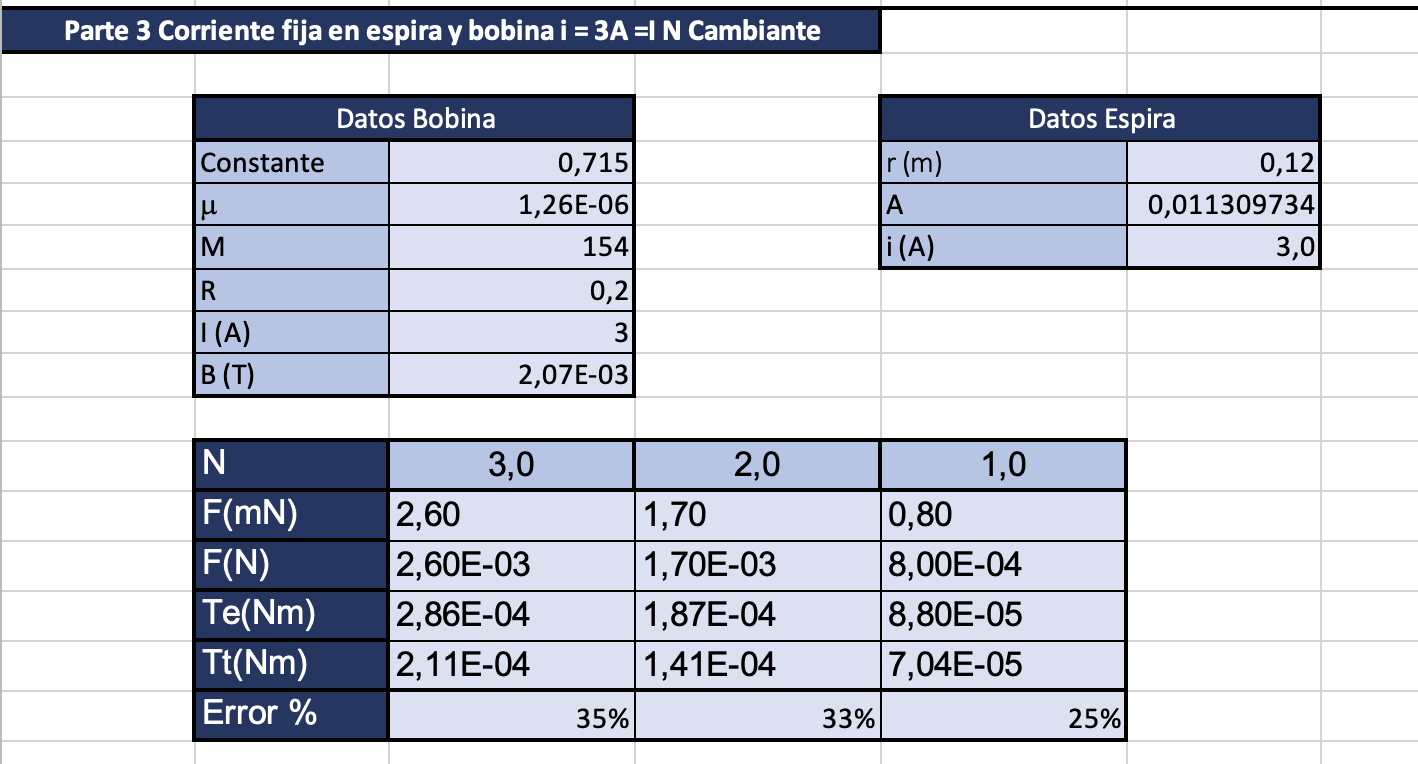 Parte 3 Corriente fija en espira y bobina i = 3A =I N Cambiante
Datos Bobina
Constante 0,715
μ 1,26E-06
M 154
R 0,2
I (A) 3
B (T) 2,07E-03
Datos Espira
r (m) 0,12
A 0,011309734
i (A) 3,0
N 3,0 2,0 1,0
F(mN) 2,60 1,70 0,80
F(N) 2,60E-03 1,70E-03 8,00E-04
Te(Nm) 2,86E-04 1,87E-04 8,80E-05
Tt(Nm) 2,11E-04 1,41E-04 7,04E-05
Error % 35% 33% 25%